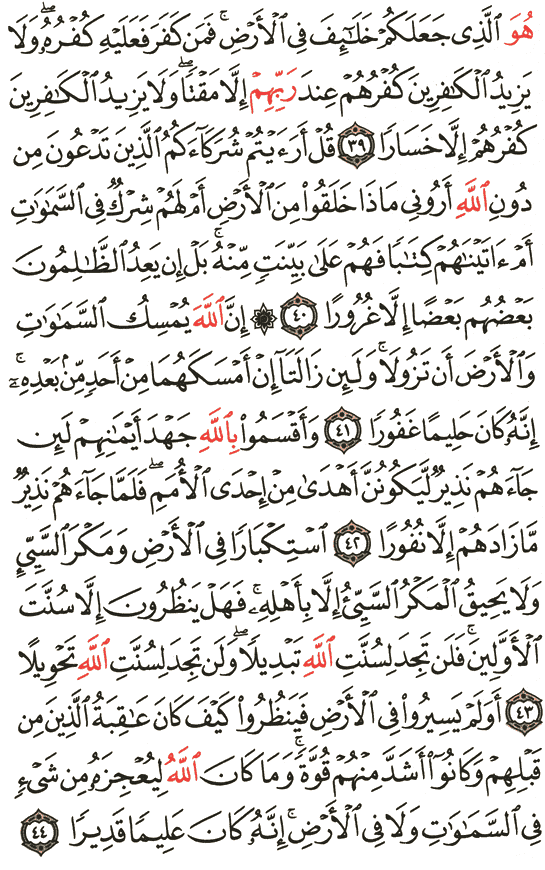 هُوَ ٱلَّذِى جَعَلَكُمْ خَلَـٰٓئِفَ فِى ٱلْأَرْضِ ۚ فَمَن كَفَرَ فَعَلَيْهِ كُفْرُهُۥ ۖ وَلَا
يَزِيدُ ٱلْكَـٰفِرِينَ كُفْرُهُمْ عِندَ رَبِّهِمْ إِلَّا مَقْتًا ۖ وَلَا يَزِيدُ ٱلْكَـٰفِرِينَ
كُفْرُهُمْ إِلَّا خَسَارًا ٣٩ قُلْ أَرَءَيْتُمْ شُرَكَآءَكُمُ ٱلَّذِينَ تَدْعُونَ مِن
دُونِ ٱللَّهِ أَرُونِى مَاذَا خَلَقُوا۟ مِنَ ٱلْأَرْضِ أَمْ لَهُمْ شِرْكٌ فِى ٱلسَّمَـٰوَٰتِ
أَمْ ءَاتَيْنَـٰهُمْ كِتَـٰبًا فَهُمْ عَلَىٰ بَيِّنَتٍ مِّنْهُ ۚ بَلْ إِن يَعِدُ ٱلظَّـٰلِمُونَ
بَعْضُهُم بَعْضًا إِلَّا غُرُورًا ٤٠ ۞ إِنَّ ٱللَّهَ يُمْسِكُ ٱلسَّمَـٰوَٰتِ
وَٱلْأَرْضَ أَن تَزُولَا ۚ وَلَئِن زَالَتَآ إِنْ أَمْسَكَهُمَا مِنْ أَحَدٍ مِّنۢ بَعْدِهِۦٓ ۚ
إِنَّهُۥ كَانَ حَلِيمًا غَفُورًا ٤١ وَأَقْسَمُوا۟ بِٱللَّهِ جَهْدَ أَيْمَـٰنِهِمْ لَئِن
جَآءَهُمْ نَذِيرٌ لَّيَكُونُنَّ أَهْدَىٰ مِنْ إِحْدَى ٱلْأُمَمِ ۖ فَلَمَّا جَآءَهُمْ نَذِيرٌ
مَّا زَادَهُمْ إِلَّا نُفُورًا ٤٢ ٱسْتِكْبَارًا فِى ٱلْأَرْضِ وَمَكْرَ ٱلسَّيِّئِ
وَلَا يَحِيقُ ٱلْمَكْرُ ٱلسَّيِّئُ إِلَّا بِأَهْلِهِۦ ۚ فَهَلْ يَنظُرُونَ إِلَّا سُنَّتَ
ٱلْأَوَّلِينَ ۚ فَلَن تَجِدَ لِسُنَّتِ ٱللَّهِ تَبْدِيلًا ۖ وَلَن تَجِدَ لِسُنَّتِ ٱللَّهِ تَحْوِيلًا
٤٣ أَوَلَمْ يَسِيرُوا۟ فِى ٱلْأَرْضِ فَيَنظُرُوا۟ كَيْفَ كَانَ عَـٰقِبَةُ ٱلَّذِينَ مِن
قَبْلِهِمْ وَكَانُوٓا۟ أَشَدَّ مِنْهُمْ قُوَّةً ۚ وَمَا كَانَ ٱللَّهُ لِيُعْجِزَهُۥ مِن شَىْءٍ
فِى ٱلسَّمَـٰوَٰتِ وَلَا فِى ٱلْأَرْضِ ۚ إِنَّهُۥ كَانَ عَلِيمًا قَدِيرًا ٤٤